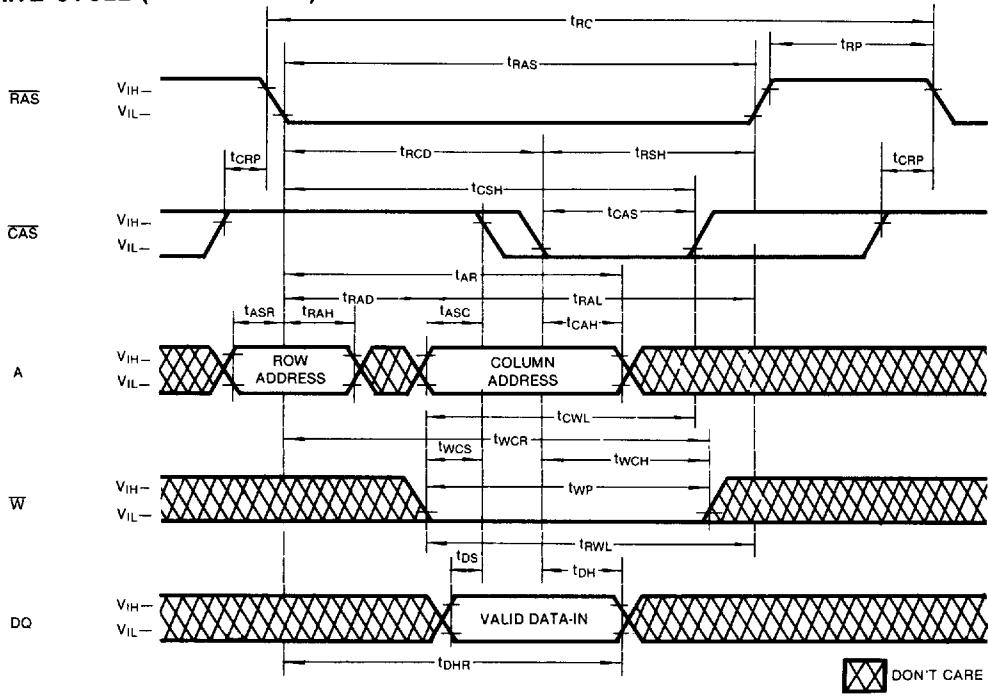 tRC
tRP
tRAS
RAS
VIH—
VIL—
tCRP
tRCD
tRSH
tCRP
tCSH
tCAS
CAS
VIH—
VIL—
tAR
tRAD
tRAL
tASR
tRAH
tASC
tCAH
A
VIH—
VIL—
ROW
ADDRESS
COLUMN
ADDRESS
tCWL
tWCR
tWCS
tWCH
W
VIH—
VIL—
tWP
tRWL
tDS
tDH
DQ
VIH—
VIL—
VALID DATA-IN
tDHR
DON'T CARE